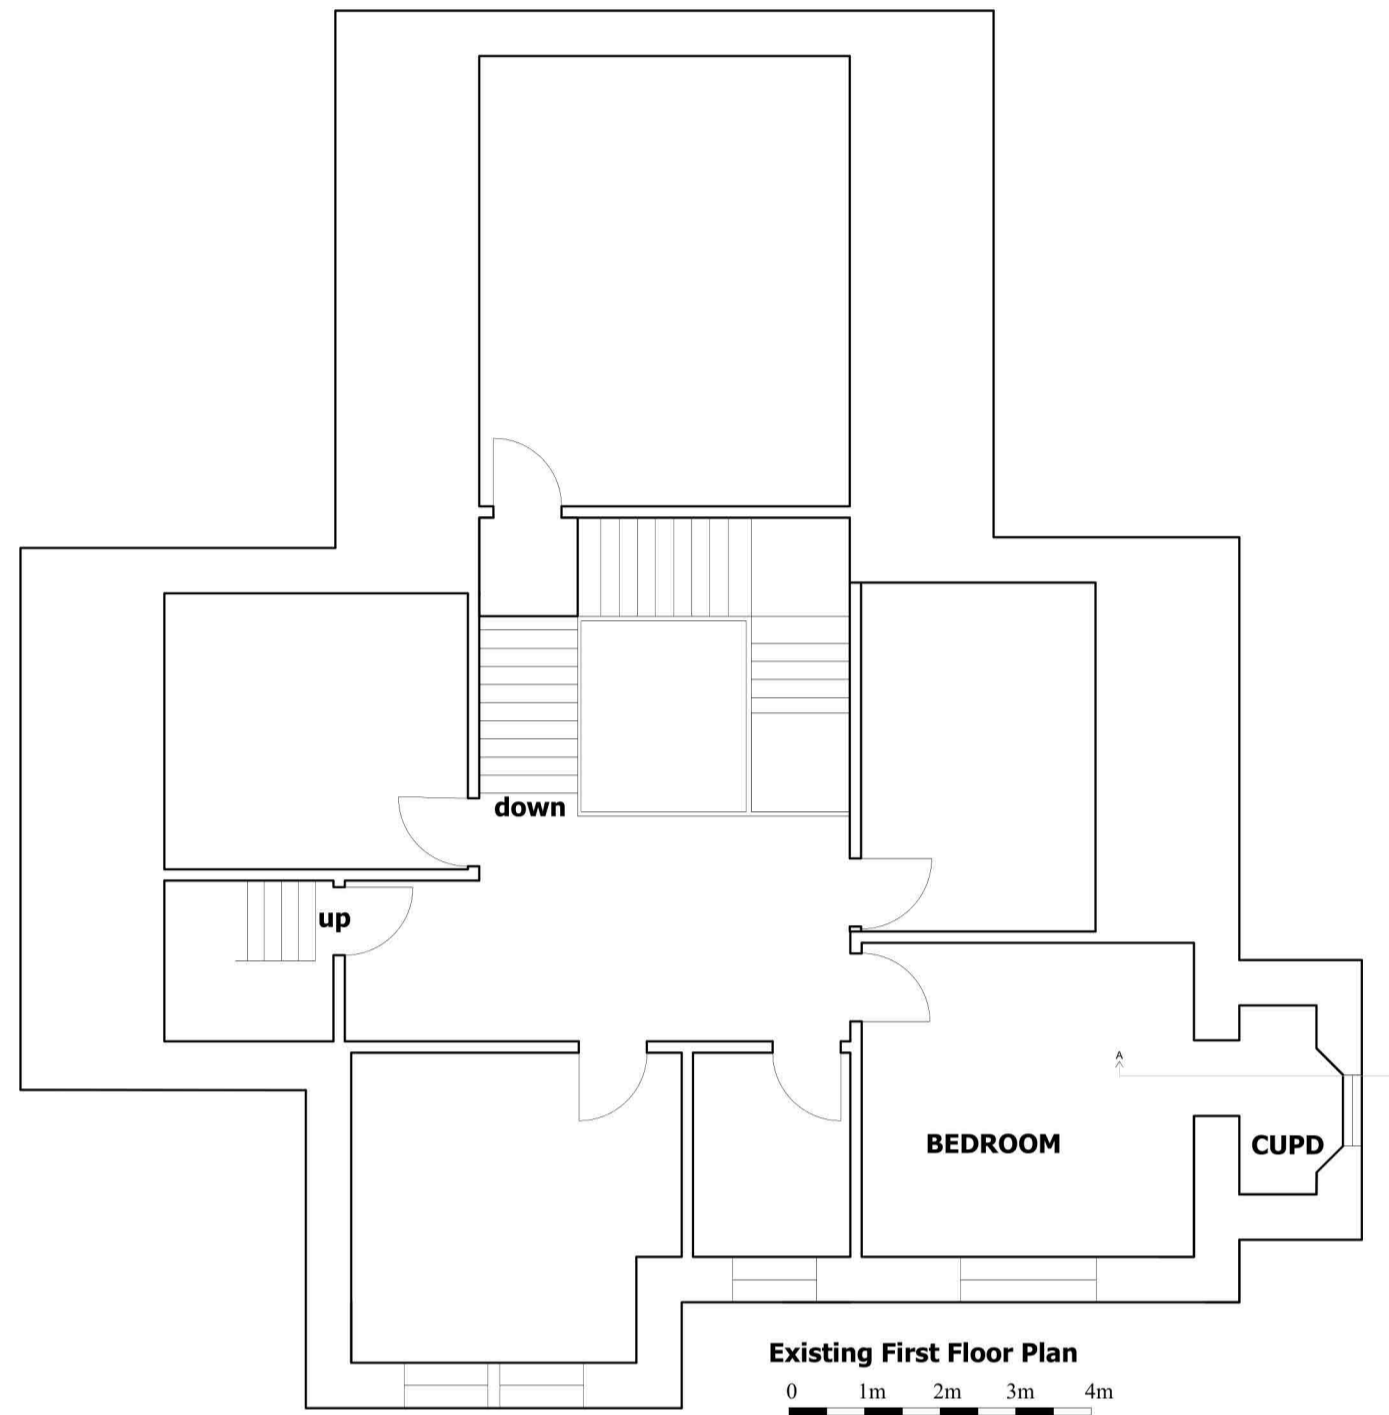 down
up
A
BEDROOM
CUPD
Existing First Floor Plan
0 1m 2m 3m 4m